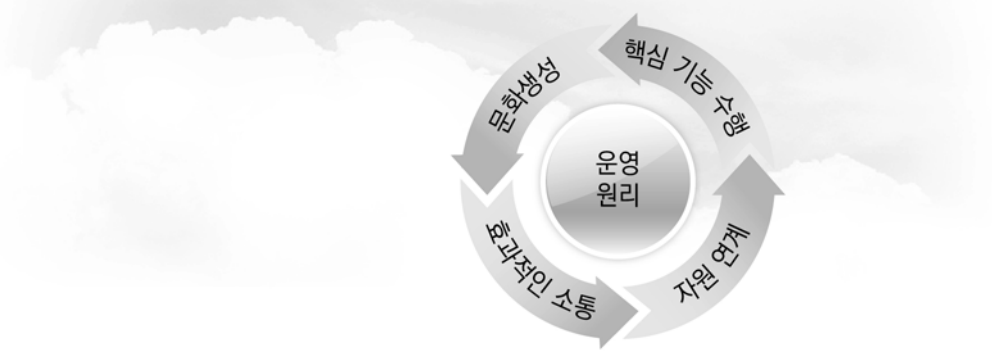 핵심 기능 수행
문화생성
운영
원리
효과적인 소통
자원 연계